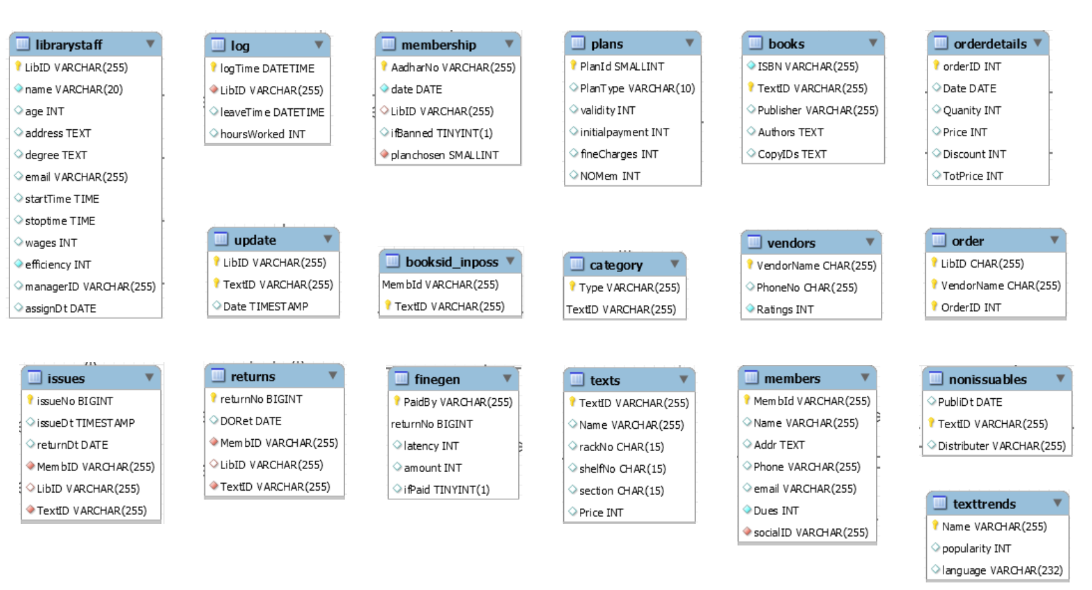 librarystaff
LibID VARCHAR(255)
name VARCHAR(20)
age INT
address TEXT
degree TEXT
email VARCHAR(255)
startTime TIME
stoptime TIME
wages INT
efficiency INT
managerID VARCHAR(255)
assignDt DATE
log
logTime DATETIME
LibID VARCHAR(255)
leaveTime DATETIME
hoursWorked INT
membership
AadharNo VARCHAR(255)
date DATE
LibID VARCHAR(255)
ifBanned TINYINT(1)
planchosen SMALLINT
plans
PlanId SMALLINT
PlanType VARCHAR(10)
validity INT
initialpayment INT
fineCharges INT
NOMem INT
books
ISBN VARCHAR(255)
TextID VARCHAR(255)
Publisher VARCHAR(255)
Authors TEXT
CopyIDs TEXT
orderdetails
orderID INT
Date DATE
Quanity INT
Price INT
Discount INT
TotPrice INT
update
LibID VARCHAR(255)
TextID VARCHAR(255)
Date TIMESTAMP
booksid_inposs
MembId VARCHAR(255)
TextID VARCHAR(255)
category
Type VARCHAR(255)
TextID VARCHAR(255)
vendors
VendorName CHAR(255)
PhoneNo CHAR(255)
Ratings INT
order
LibID CHAR(255)
VendorName CHAR(255)
OrderID INT
issues
issueNo BIGINT
issueDt TIMESTAMP
returnDt DATE
MembID VARCHAR(255)
LibID VARCHAR(255)
TextID VARCHAR(255)
returns
returnNo BIGINT
DORet DATE
MembID VARCHAR(255)
LibID VARCHAR(255)
TextID VARCHAR(255)
finegen
PaidBy VARCHAR(255)
returnNo BIGINT
latency INT
amount INT
ifPaid TINYINT(1)
texts
TextID VARCHAR(255)
Name VARCHAR(255)
rackNo CHAR(15)
shelfNo CHAR(15)
section CHAR(15)
Price INT
members
MembId VARCHAR(255)
Name VARCHAR(255)
Addr TEXT
Phone VARCHAR(255)
email VARCHAR(255)
Dues INT
socialID VARCHAR(255)
nonissuables
PubliDt DATE
TextID VARCHAR(255)
Distributer VARCHAR(255)
texttrends
Name VARCHAR(255)
popularity INT
language VARCHAR(232)